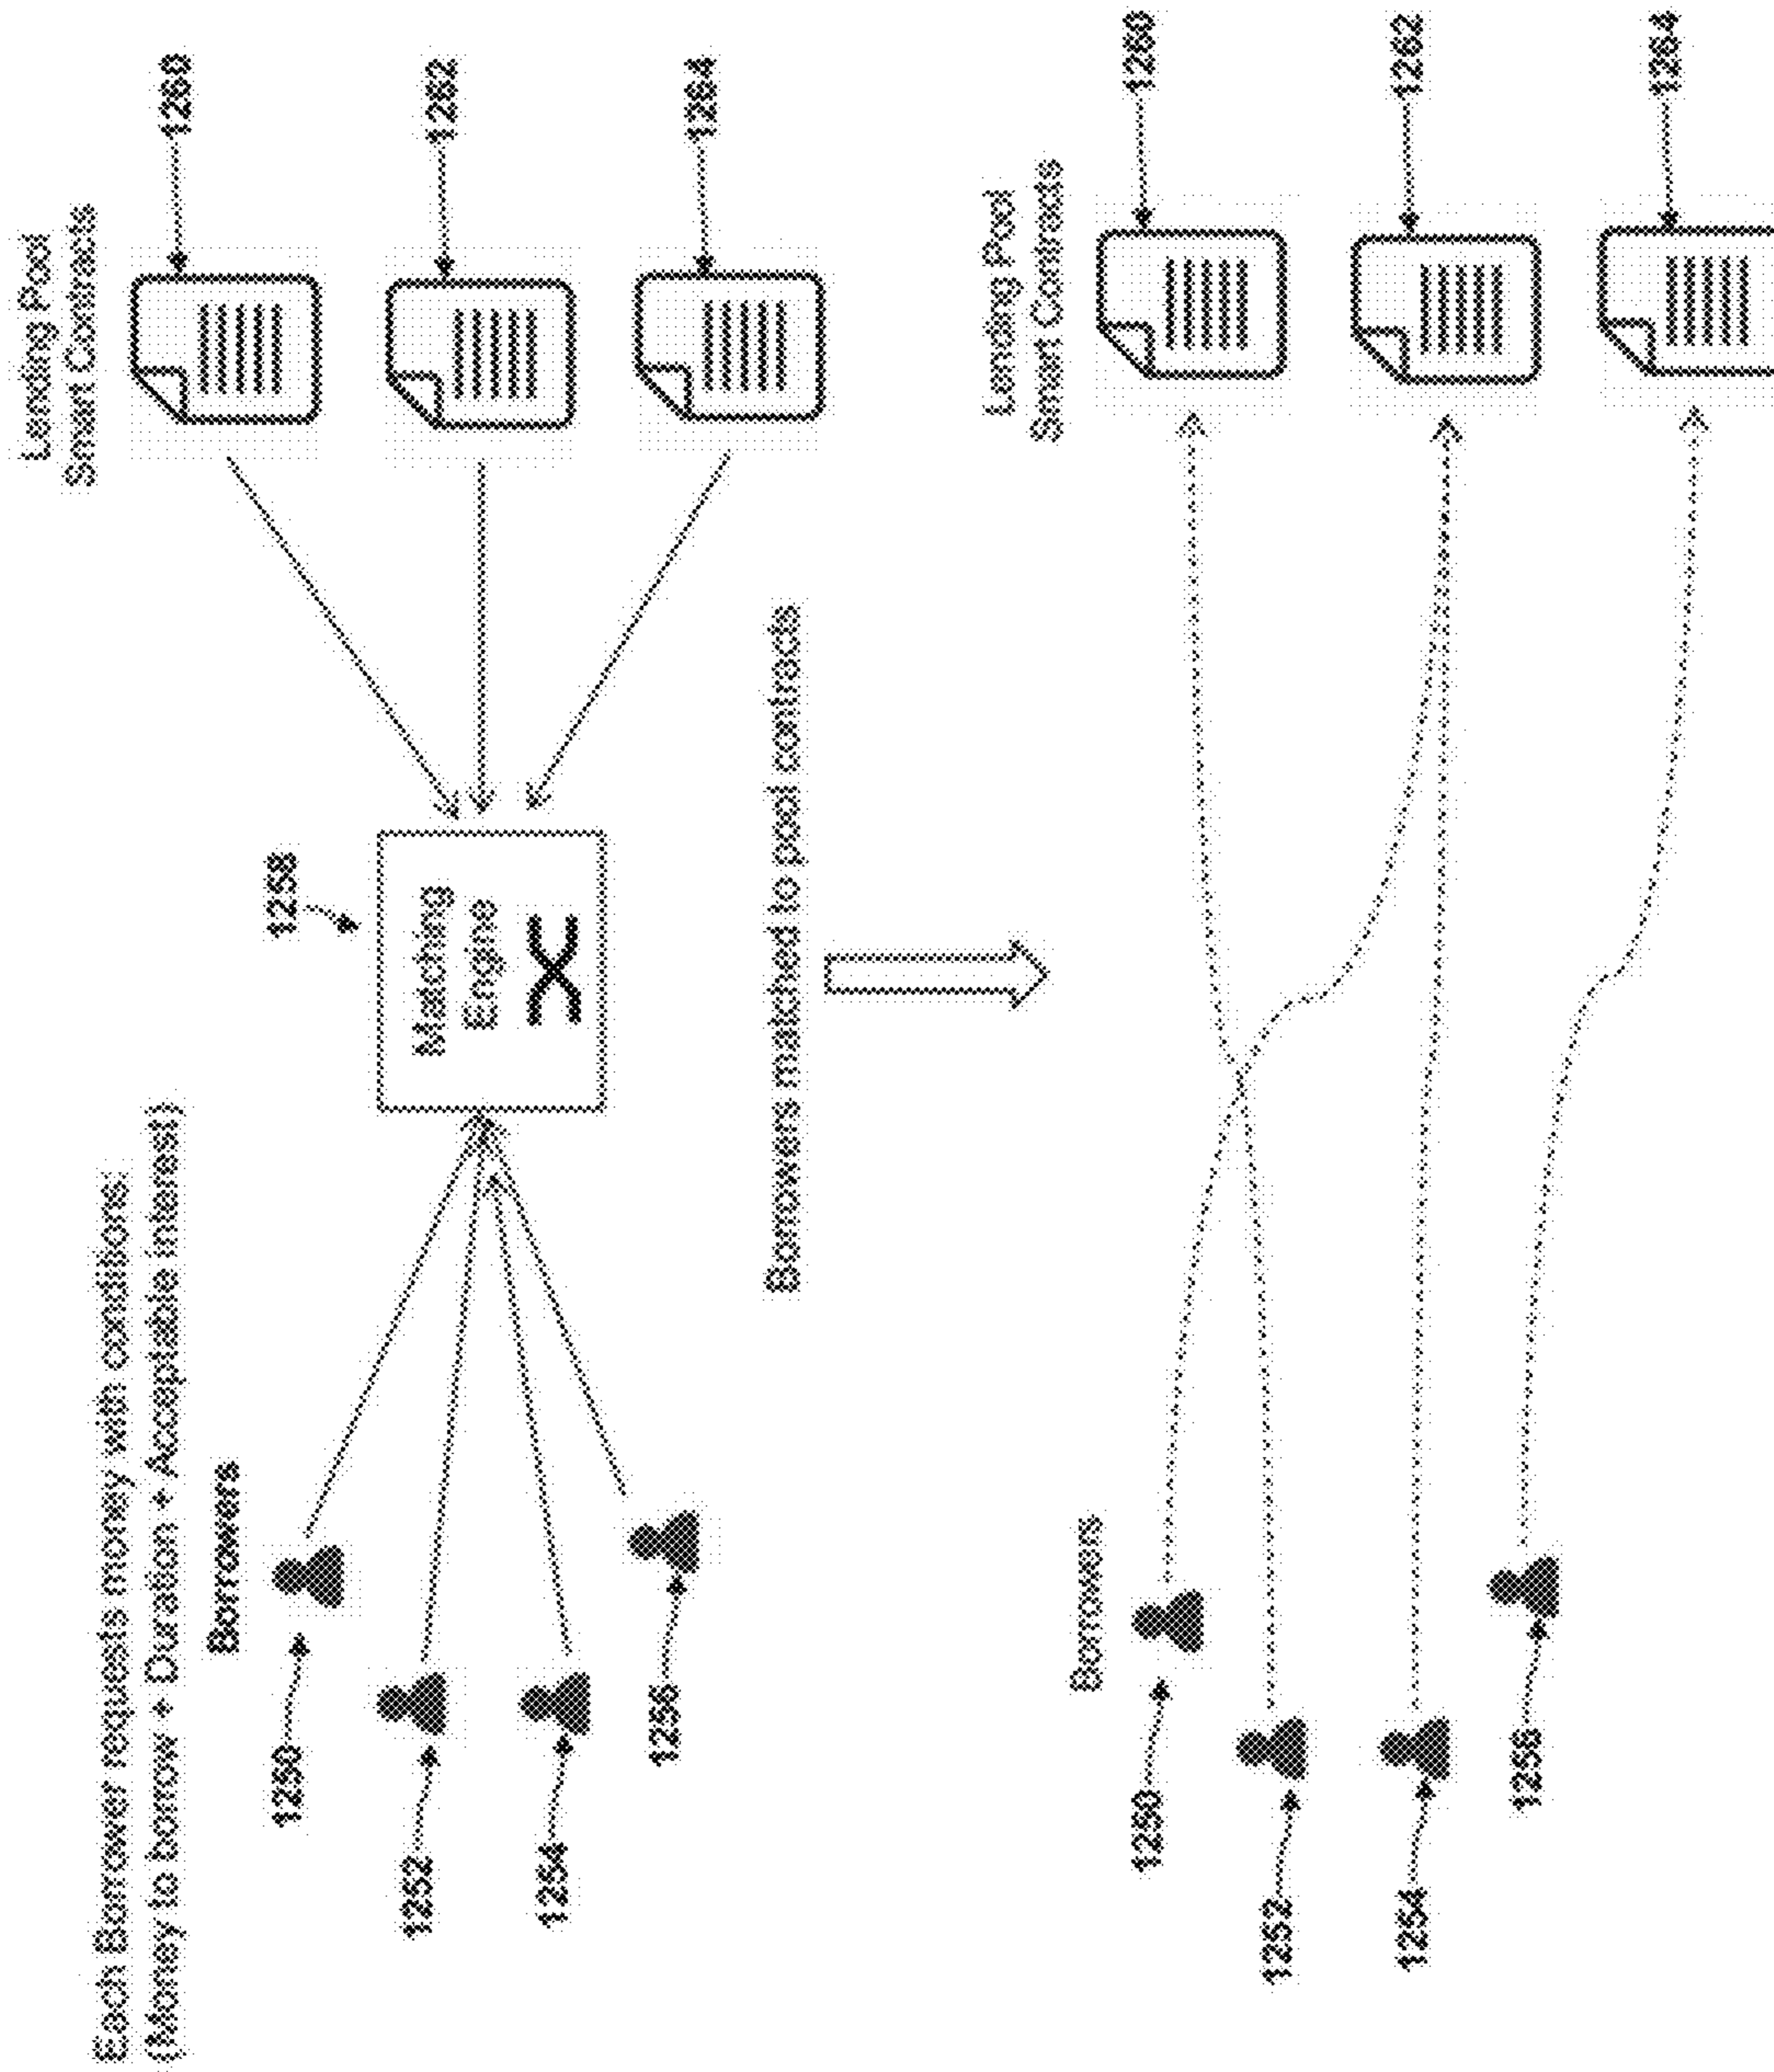 Each Borrower requests money with conditions:
(Money to borrow + Duration + Acceptable interest)
Borrowers
1250
1252
1254
1256
1258
Matching
Engine
Lending Pool
Smart Contracts
1260
1262
1264
Borrowers matched to pool contracts
Borrowers
1250
1252
1254
1256
Lending Pool
Smart Contracts
1260
1262
1264